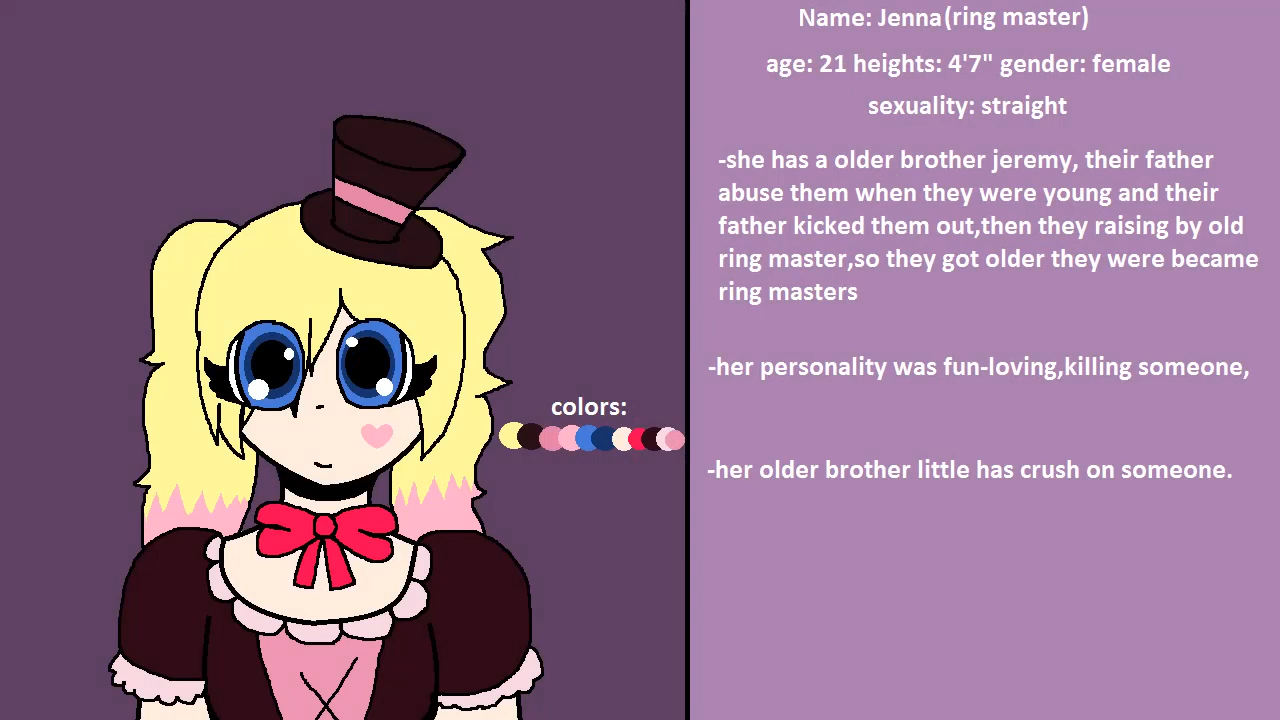 Name: Jenna(ring master)
age: 21 heights: 4'7" gender: female
sexuality: straight
-she has a older brother jeremy, their father
abuse them when they were young and their
father kicked them out,then they raising by old
ring master,so they got older they were became
ring masters
-her personality was fun-loving,killing someone,
colors:
-her older brother little has crush on someone.